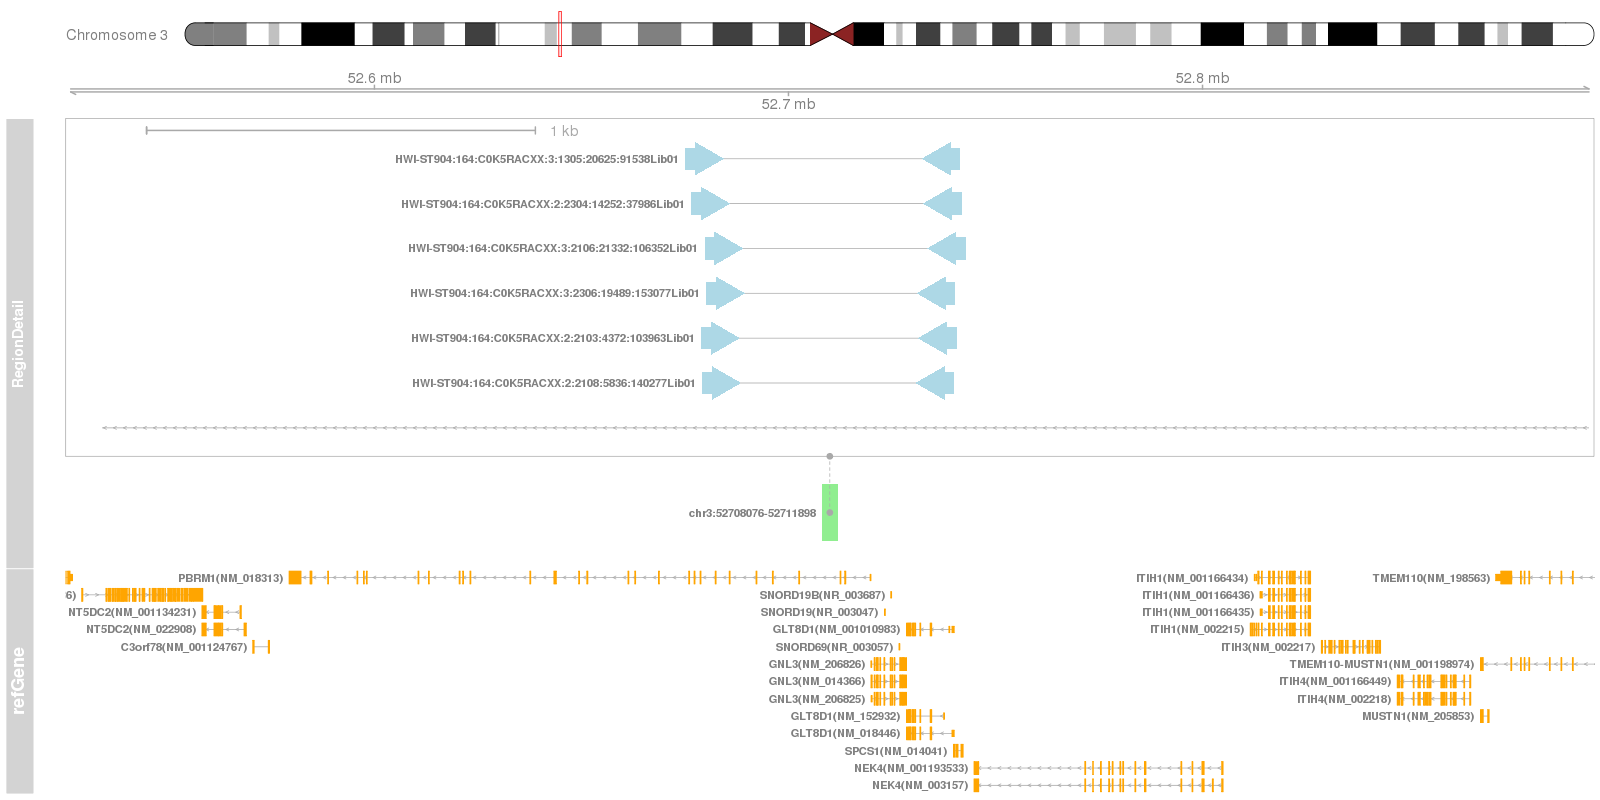 Chromosome 3
52.6 mb
52.8 mb
52.7 mb
RegionDetail
1 kb
HWI-ST904:164:C0K5RACXX:3:1305:20625:91538Lib01
HWI-ST904:164:C0K5RACXX:2:2304:14252:37986Lib01
HWI-ST904:164:C0K5RACXX:3:2106:21332:106352Lib01
HWI-ST904:164:C0K5RACXX:3:2306:19489:153077Lib01
HWI-ST904:164:C0K5RACXX:2:2103:4372:103963Lib01
HWI-ST904:164:C0K5RACXX:2:2108:5836:140277Lib01
chr3:52708076-52711898
refGene
PBRM1(NM_018313)
ITIH1(NM_001166434)
TMEM110(NM_198563)
6)
SNORD19B(NR_003687)
ITIH1(NM_001166436)
NT5DC2(NM_001134231)
SNORD19(NR_003047)
ITIH1(NM_001166435)
NT5DC2(NM_022908)
GLT8D1(NM_001010983)
ITIH1(NM_002215)
C3orf78(NM_001124767)
SNORD69(NR_003057)
ITIH3(NM_002217)
GNL3(NM_206826)
TMEM110-MUSTN1(NM_001198974)
GNL3(NM_014366)
ITIH4(NM_001166449)
GNL3(NM_206825)
ITIH4(NM_002218)
GLT8D1(NM_152932)
MUSTN1(NM_205853)
GLT8D1(NM_018446)
SPCS1(NM_014041)
NEK4(NM_001193533)
NEK4(NM_003157)